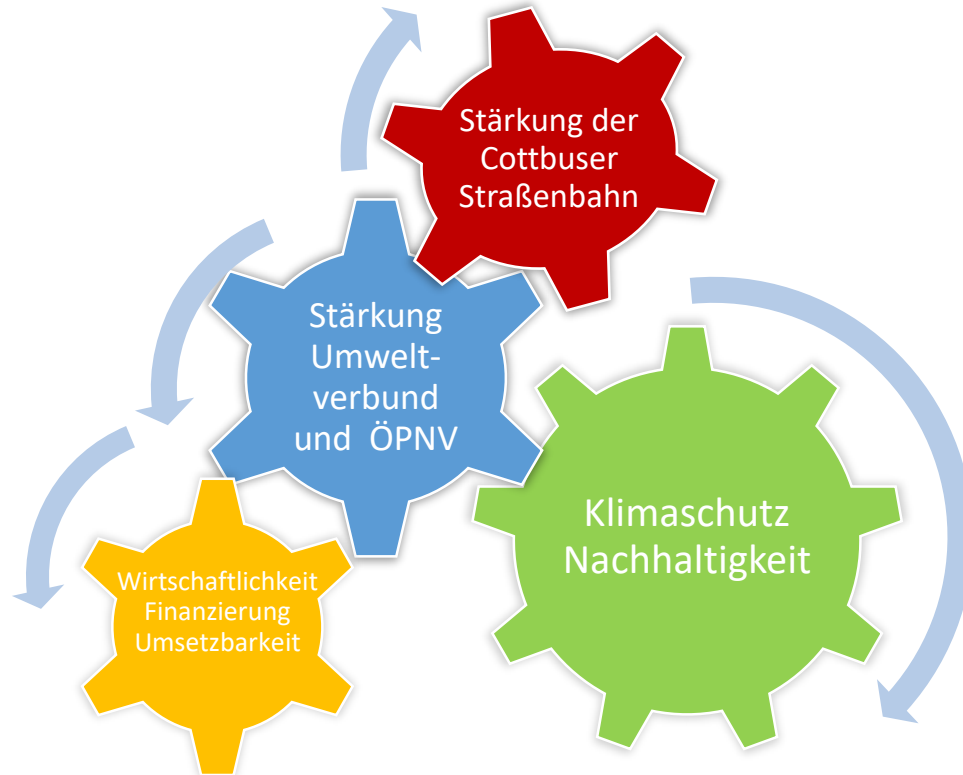 Stärkung der
Cottbuser
Straßenbahn
Stärkung
Umwelt-
verbund
und ÖPNV
Klimaschutz
Nachhaltigkeit
Wirtschaftlichkeit
Finanzierung
Umsetzbarkeit